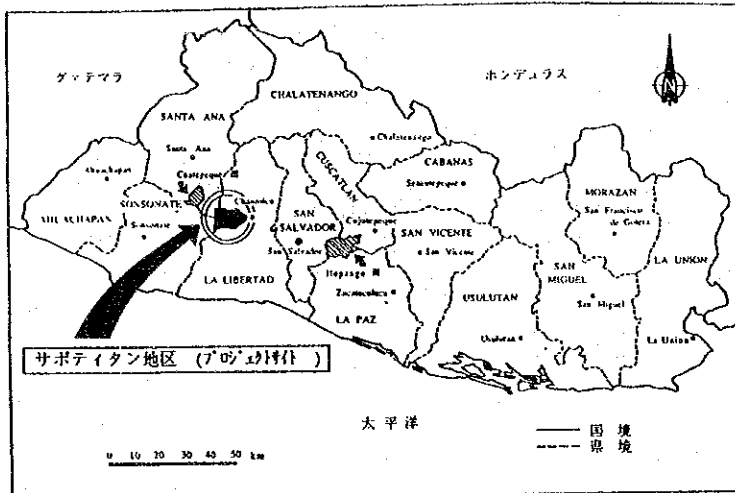 グァテマラ
ホンデュラス
N
CHALATENANGO
SANTA ANA
Chalatenango
Santa Ana
CABANAS
Ahuachapan
Coatepeque 湖
CUSCATLAN
Sensuntepeque
MORAZAN
SONSONATE
San Francisco
de Gotera
AHUACHAPAN
Sonsonate
SAN
SALVADOR
Cojutepeque
SAN VICENTE
LA UNION
San Salvador
San Vicente
SAN
MIGUEL
LA LIBERTAD
Ilopango 湖
USULUTAN
Zacatecoluca
San Miguel
LA PAZ
Usulutan
La Union
サポティタン地区 (プロジェクトサイト)
太平洋
国境
県境
0 10 20 30 40 50 km